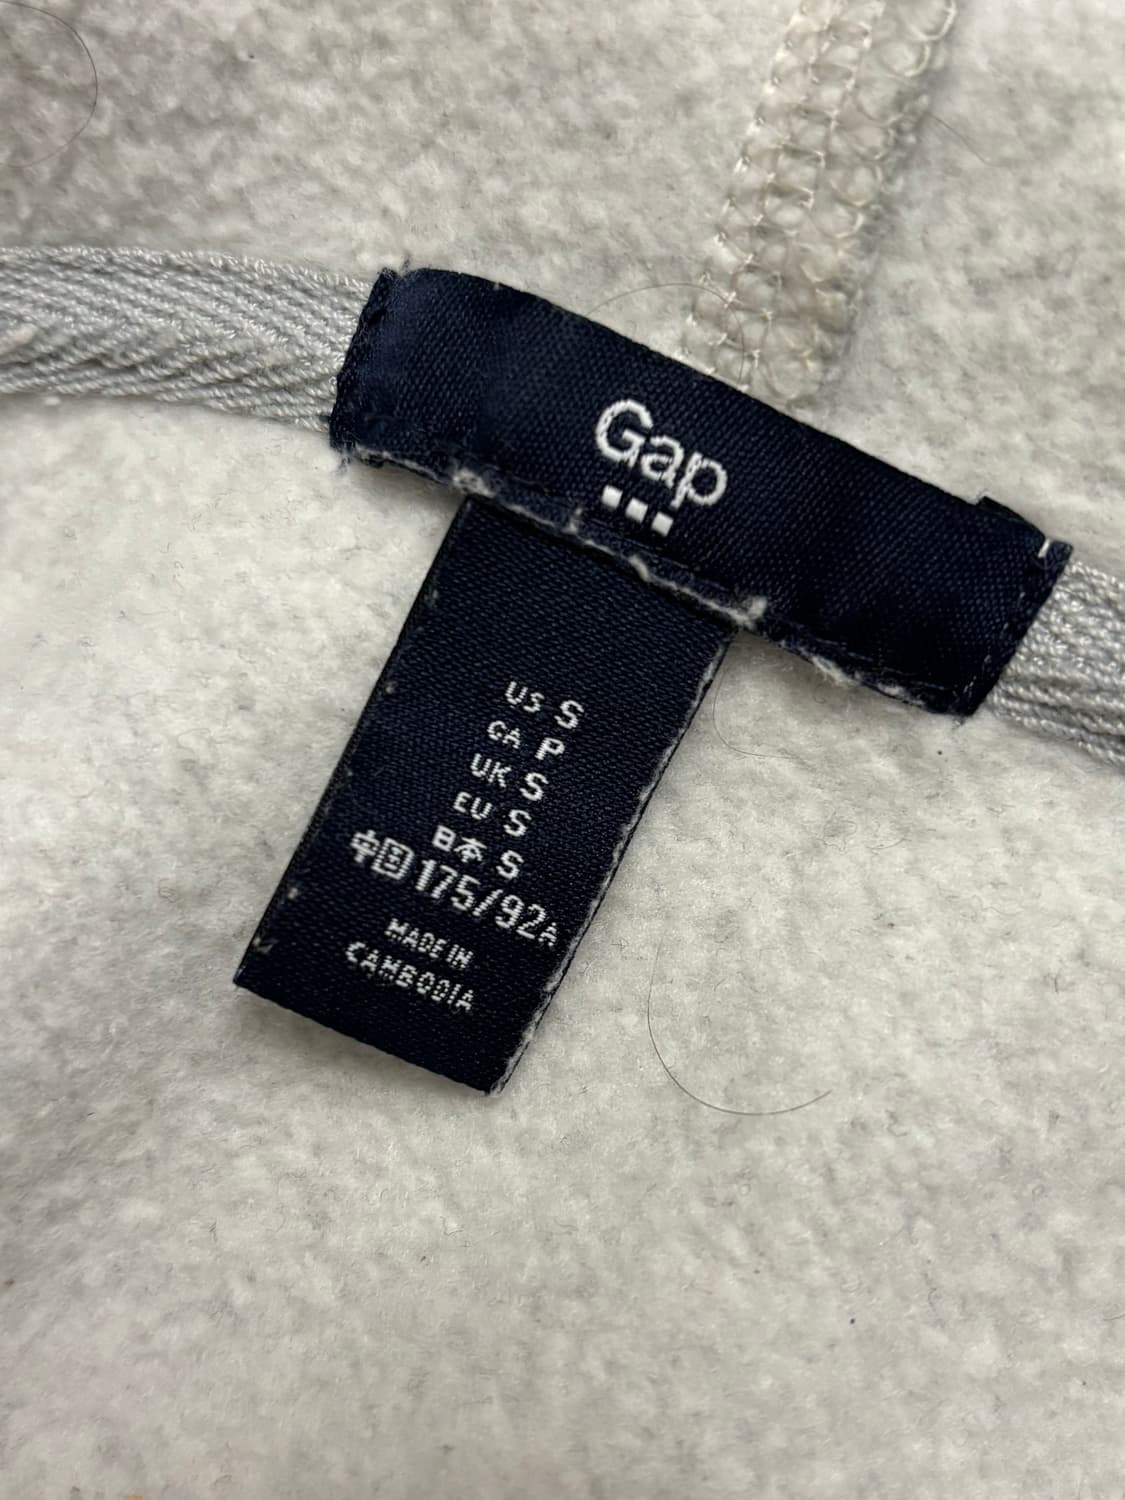 Gap
US S
CA P
UK S
EU S
日本 S
中国 175/92A
MADE IN
CAMBODIA